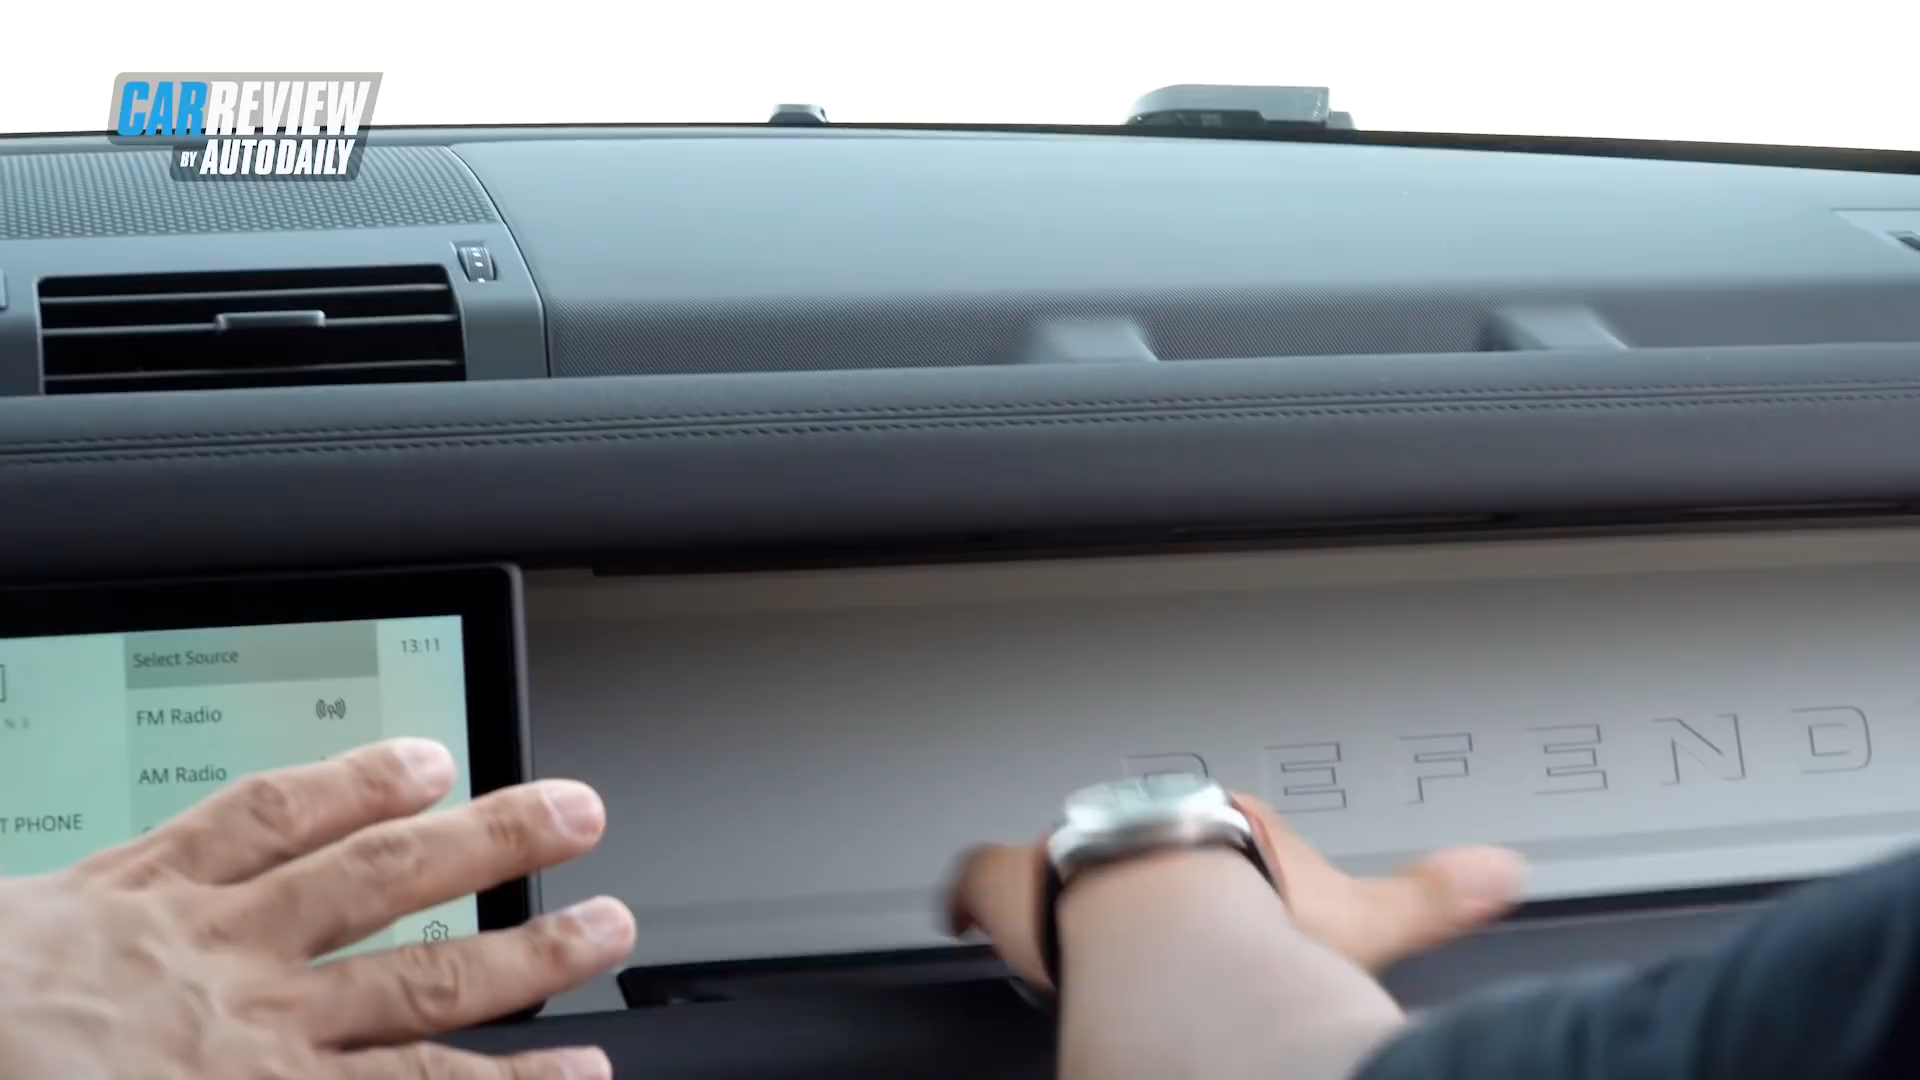 CARREVIEW
BY AUTODAILY
Select Source
13:11
FM Radio
AM Radio
T PHONE
DEFEND